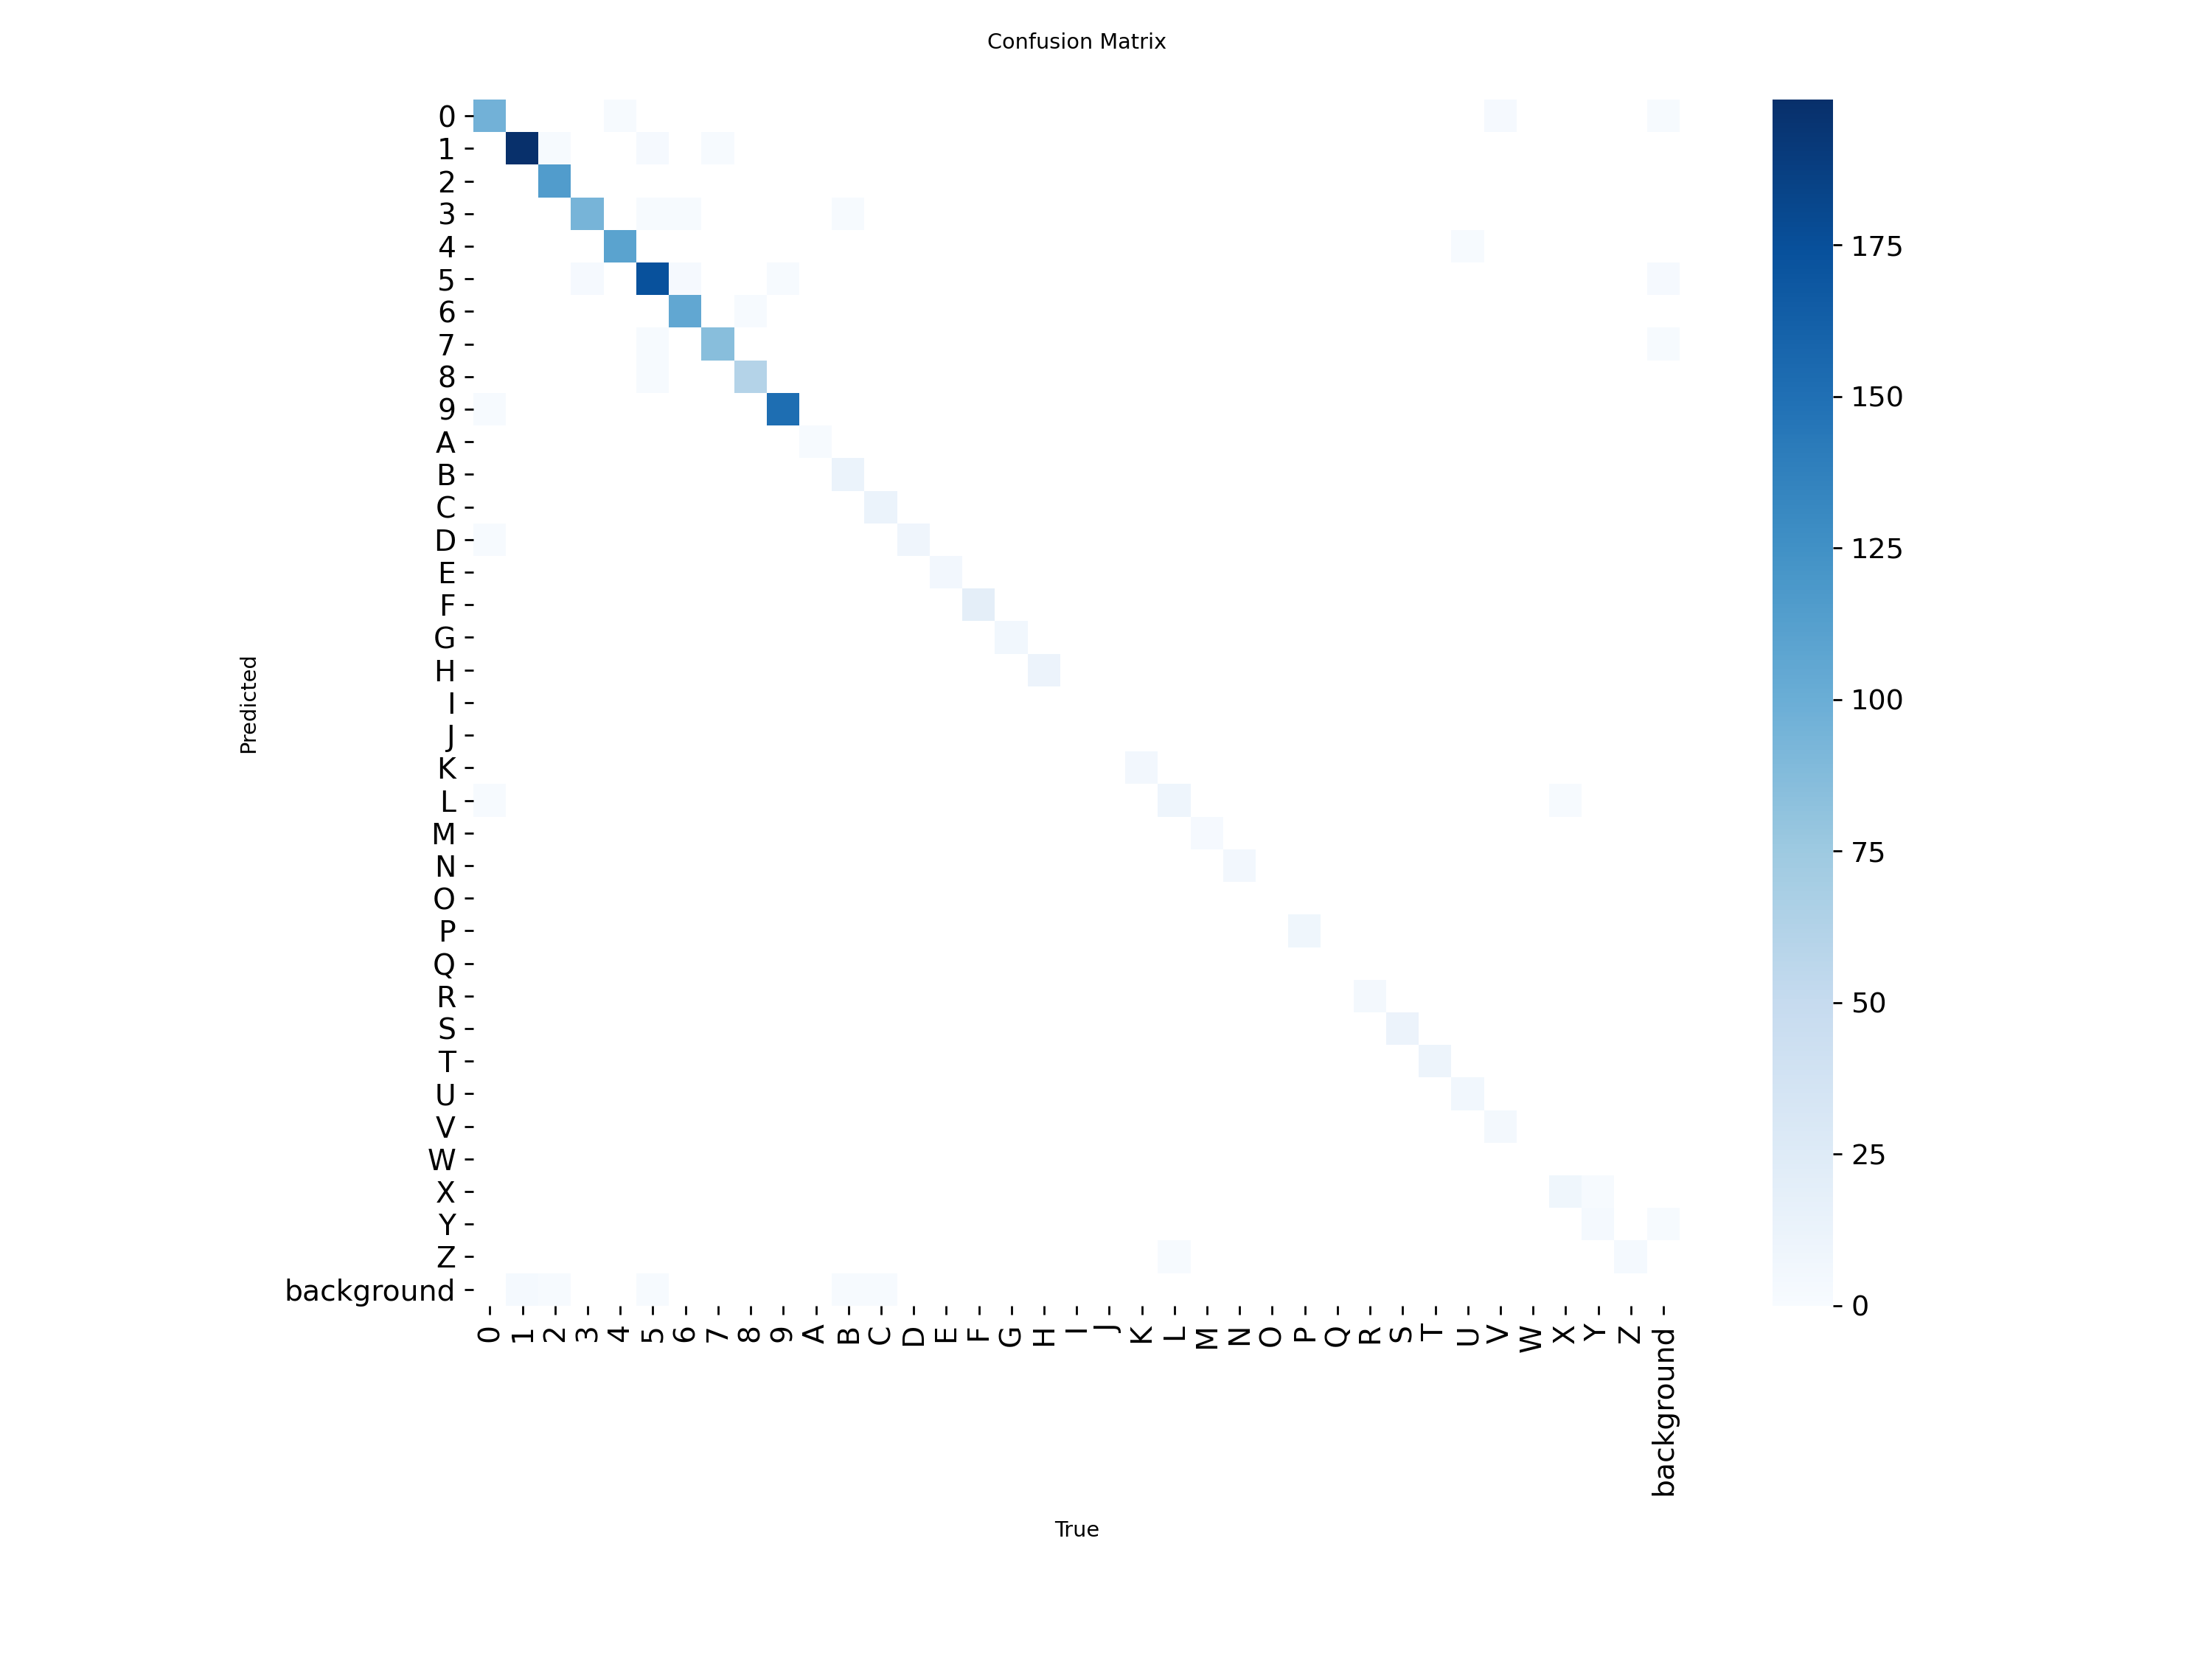 Confusion Matrix
0
1
2
3
4
5
6
7
8
9
A
B
C
D
E
F
G
H
I
J
K
L
M
N
O
P
Q
R
S
T
U
V
W
X
Y
Z
background
Predicted
0 1 2 3 4 5 6 7 8 9 A B C D E F G H I J K L M N O P Q R S T U V W X Y Z background
True
175
150
125
100
75
50
25
0